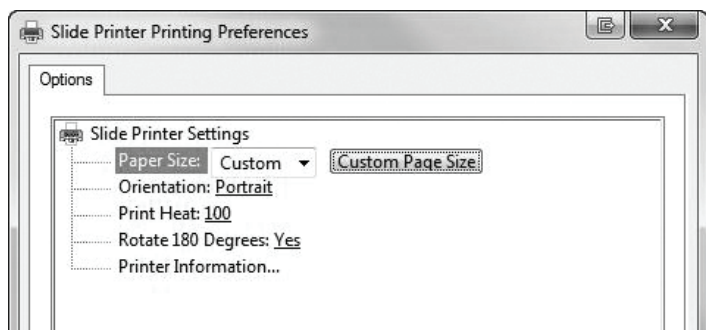 Slide Printer Printing Preferences
Options
Slide Printer Settings
Paper Size: Custom Custom Page Size
Orientation: Portrait
Print Heat: 100
Rotate 180 Degrees: Yes
Printer Information...